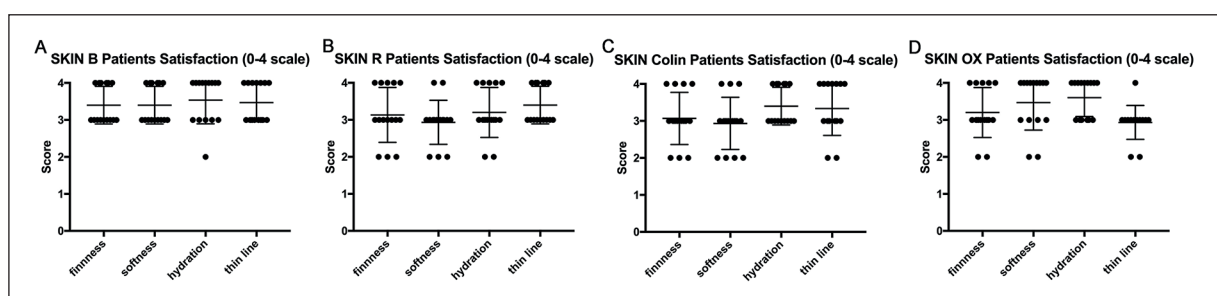 A
SKIN B Patients Satisfaction (0-4 scale)
Score
4
3
2
1
0
finnness
softness
hydration
thin line
B
SKIN R Patients Satisfaction (0-4 scale)
Score
4
3
2
1
0
finnness
softness
hydration
thin line
C
SKIN Colin Patients Satisfaction (0-4 scale)
Score
4
3
2
1
0
finnness
softness
hydration
thin line
D
SKIN OX Patients Satisfaction (0-4 scale)
Score
4
3
2
1
0
finnness
softness
hydration
thin line